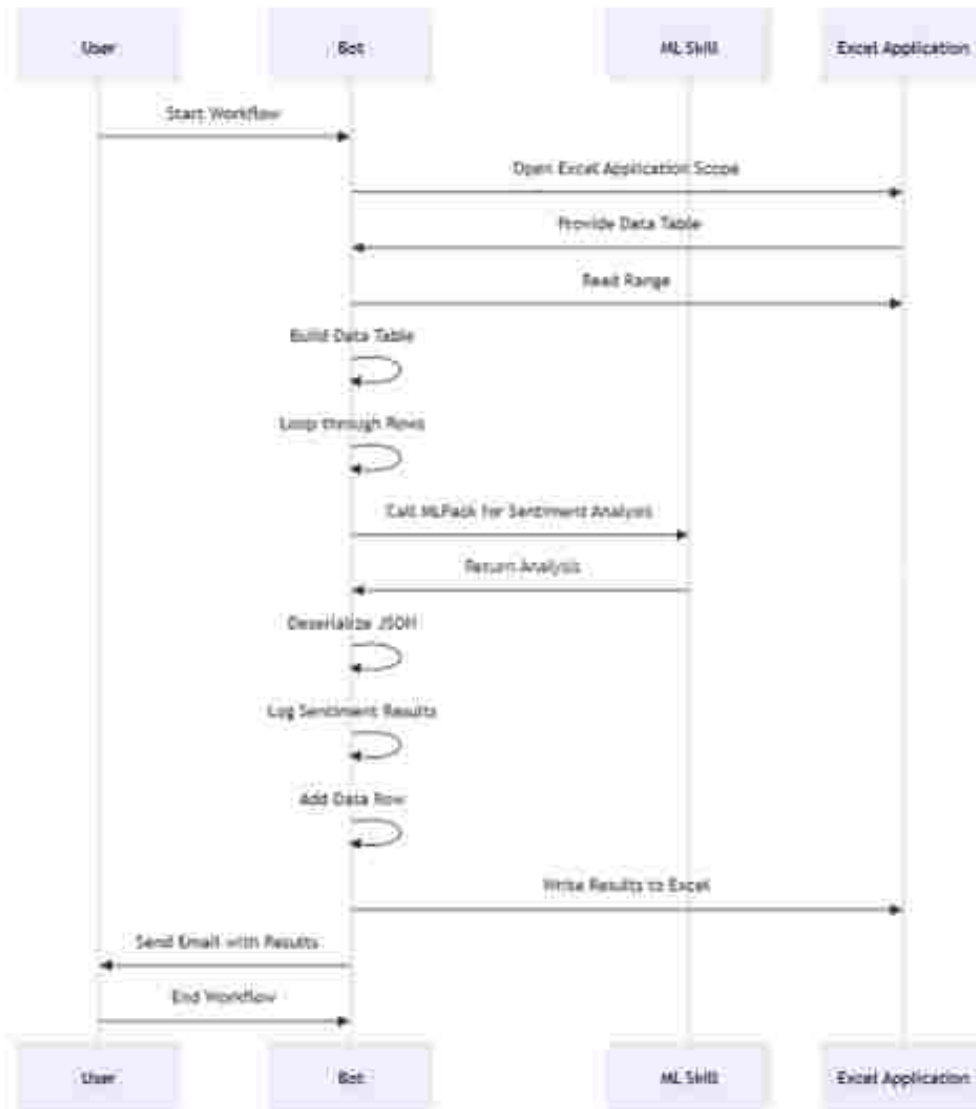 User
Bot
ML Skill
Excel Application
Start Workflow
Open Excel Application Scope
Provide Data Table
Read Range
Build Data Table
Loop through Rows
Call MLPack for Sentiment Analysis
Return Analysis
Deserialize JSON
Log Sentiment Results
Add Data Row
Write Results to Excel
Send Email with Results
End Workflow
User
Bot
ML Skill
Excel Application